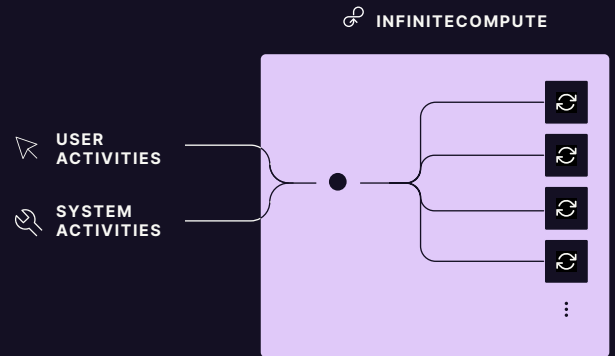 INFINITECOMPUTE
USER
ACTIVITIES
SYSTEM
ACTIVITIES